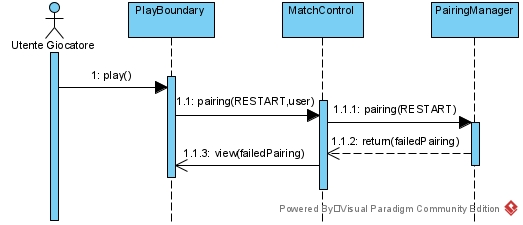 PlayBoundary
MatchControl
PairingManager
Utente Giocatore
1: play()
1.1: pairing(RESTART,user)
1.1.1: pairing(RESTART)
1.1.2: return(failedPairing)
1.1.3: view(failedPairing)
Powered By Visual Paradigm Community Edition